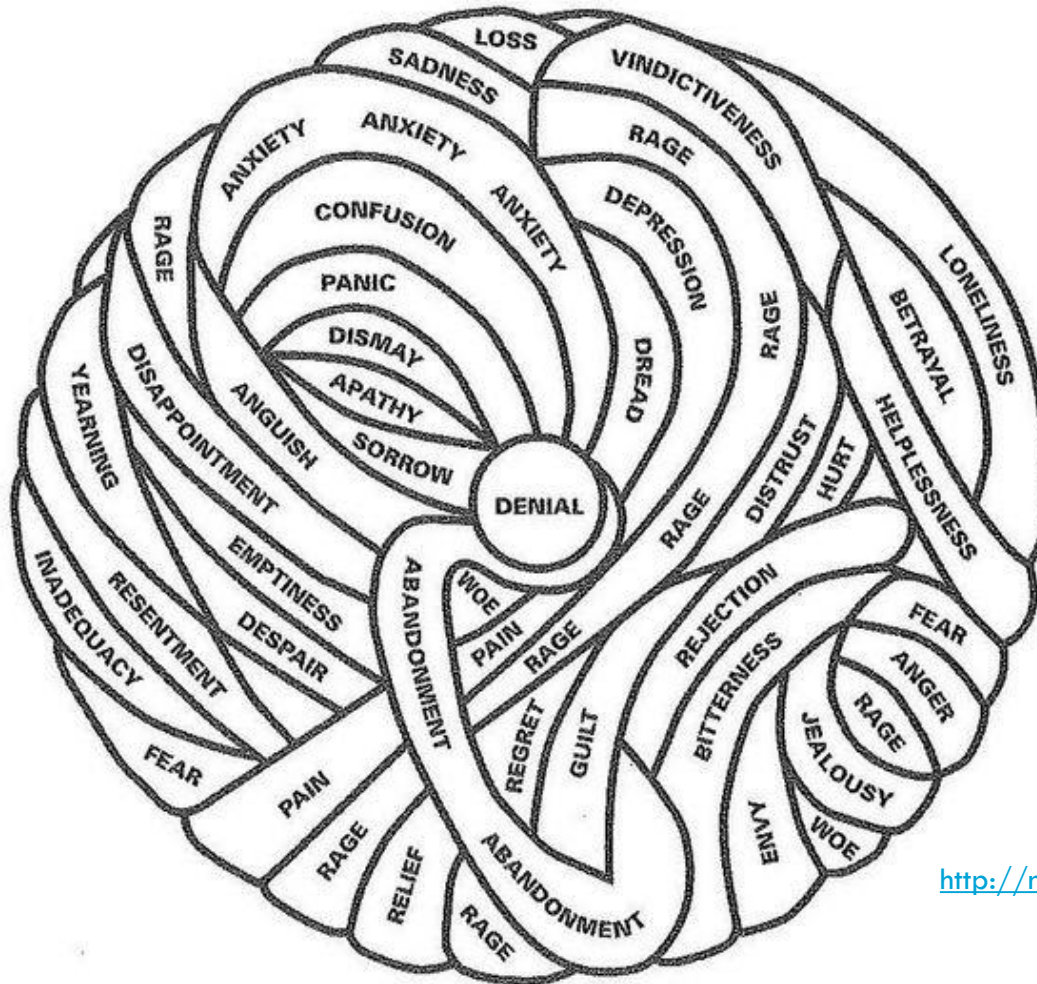 LOSS
VINDICTIVENESS
SADNESS
RAGE
ANXIETY
ANXIETY
ANXIETY
CONFUSION
DEPRESSION
RAGE
LONELINESS
PANIC
BETRAYAL
DISMAY
DREAD
RAGE
YEARNING
DISAPPOINTMENT
APATHY
ANGUISH
SORROW
HELPLESSNESS
DENIAL
DISTRUST
HURT
RAGE
EMPTINESS
ABANDONMENT
WOE
INADEQUACY
RESENTMENT
DESPAIR
PAIN
RAGE
REJECTION
FEAR
ANGER
BITTERNESS
RAGE
REGRET
GUILT
JEALOUSY
FEAR
PAIN
RAGE
RELIEF
RAGE
ABANDONMENT
ENVY
WOE
http://